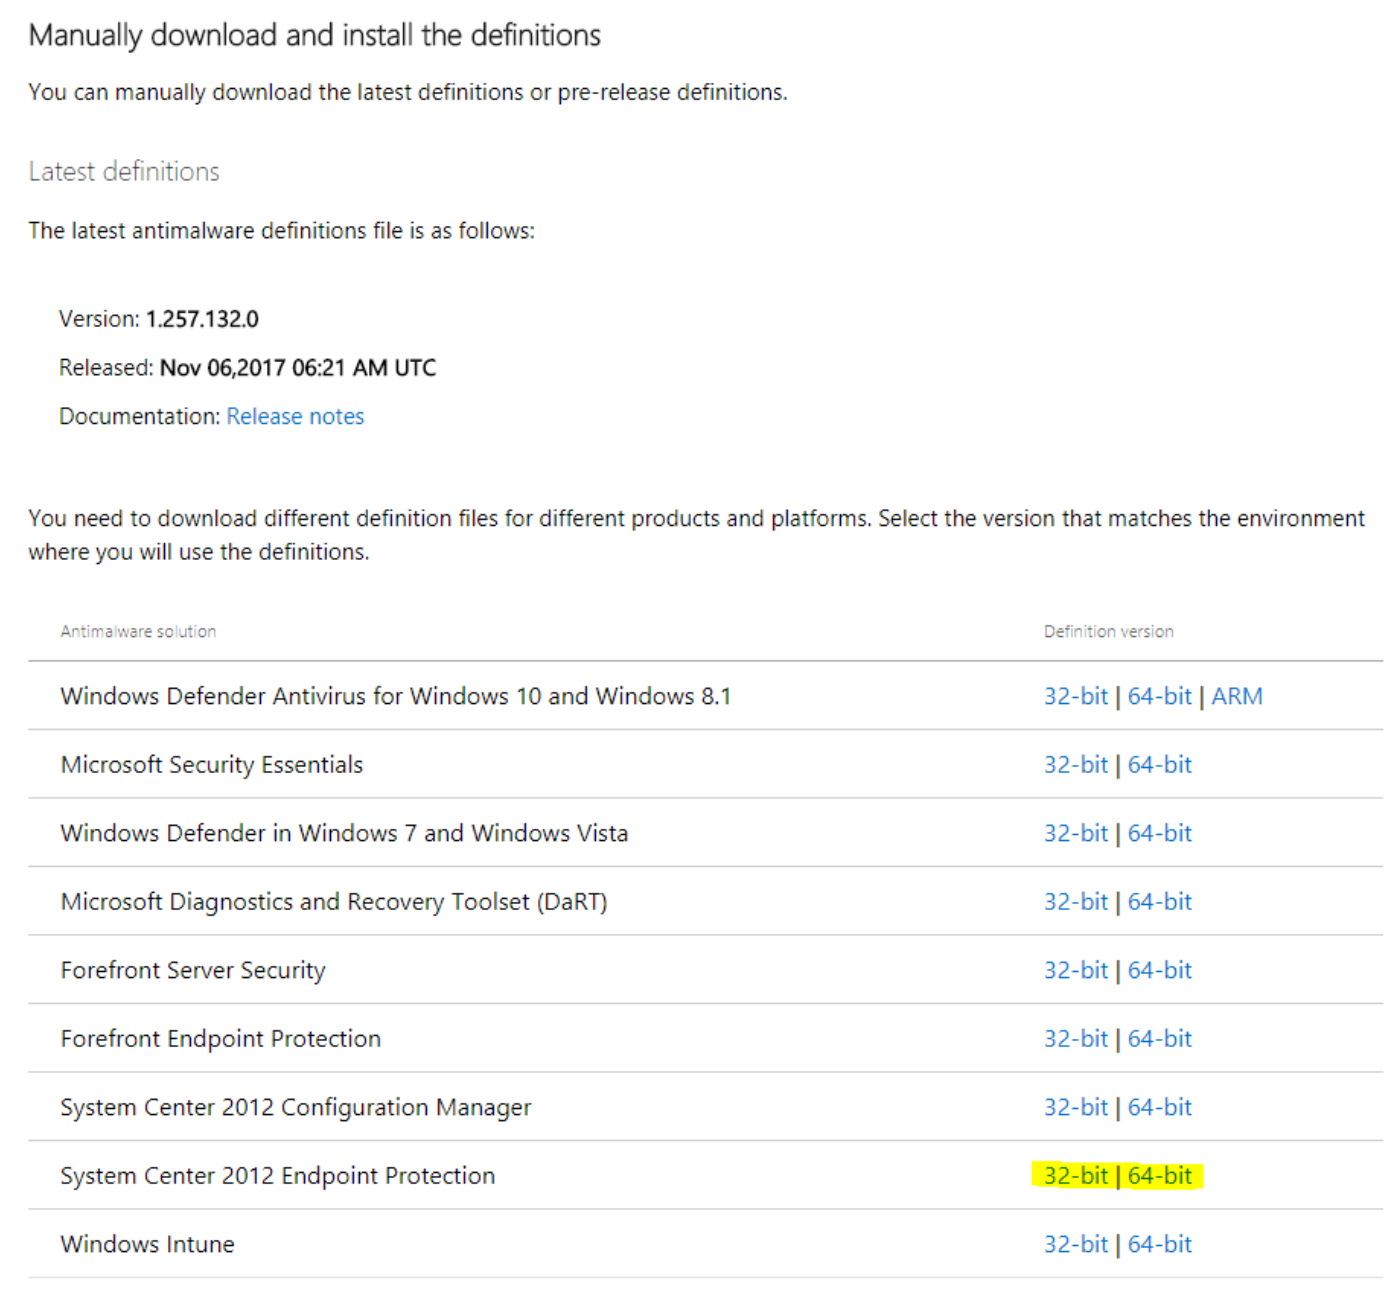 Manually download and install the definitions
You can manually download the latest definitions or pre-release definitions.
Latest definitions
The latest antimalware definitions file is as follows:
Version: 1.257.132.0
Released: Nov 06,2017 06:21 AM UTC
Documentation: Release notes
You need to download different definition files for different products and platforms. Select the version that matches the environment
where you will use the definitions.
Antimalware solution Definition version
Windows Defender Antivirus for Windows 10 and Windows 8.1 32-bit | 64-bit | ARM
Microsoft Security Essentials 32-bit | 64-bit
Windows Defender in Windows 7 and Windows Vista 32-bit | 64-bit
Microsoft Diagnostics and Recovery Toolset (DaRT) 32-bit | 64-bit
Forefront Server Security 32-bit | 64-bit
Forefront Endpoint Protection 32-bit | 64-bit
System Center 2012 Configuration Manager 32-bit | 64-bit
System Center 2012 Endpoint Protection 32-bit | 64-bit
Windows Intune 32-bit | 64-bit